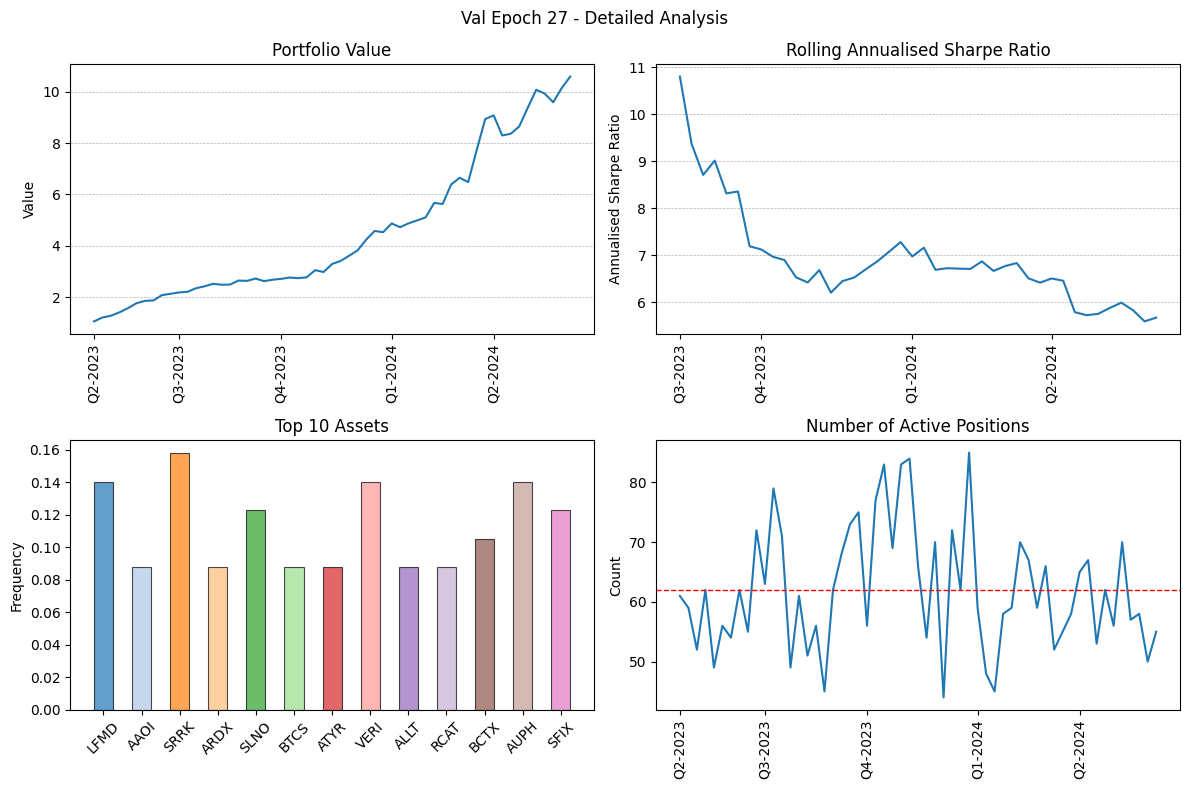 Val Epoch 27 - Detailed Analysis
Portfolio Value
Value
10
8
6
4
2
Q2-2023
Q3-2023
Q4-2023
Q1-2024
Q2-2024
Rolling Annualised Sharpe Ratio
Annualised Sharpe Ratio
11
10
9
8
7
6
Q3-2023
Q4-2023
Q1-2024
Q2-2024
Top 10 Assets
Frequency
0.16
0.14
0.12
0.10
0.08
0.06
0.04
0.02
0.00
LFMD
AAOI
SRRK
ARDX
SLNO
BTCS
ATYR
VERI
ALLT
RCAT
BCTX
AUPH
SFIX
Number of Active Positions
Count
80
70
60
50
Q2-2023
Q3-2023
Q4-2023
Q1-2024
Q2-2024